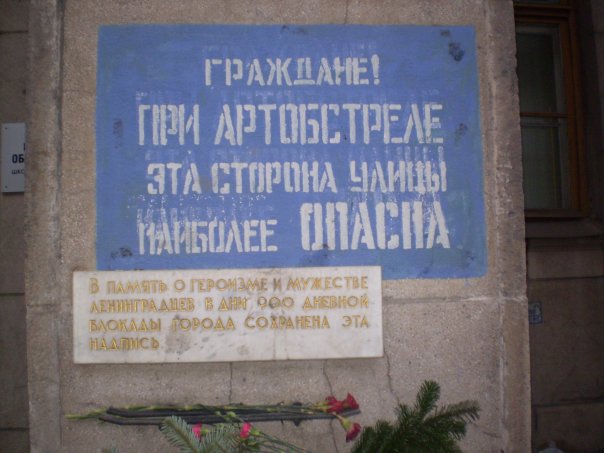 ГРАЖДАНЕ!
ПРИ АРТОБСТРЕЛЕ
ЭТА СТОРОНА УЛИЦЫ
НАИБОЛЕЕ ОПАСНА
В ПАМЯТЬ О ГЕРОИЗМЕ И МУЖЕСТВЕ
ЛЕНИНГРАДЦЕВ В ДНИ 900 ДНЕВНОЙ
БЛОКАДЫ ГОРОДА СОХРАНЕНА ЭТА
НАДПИСЬ